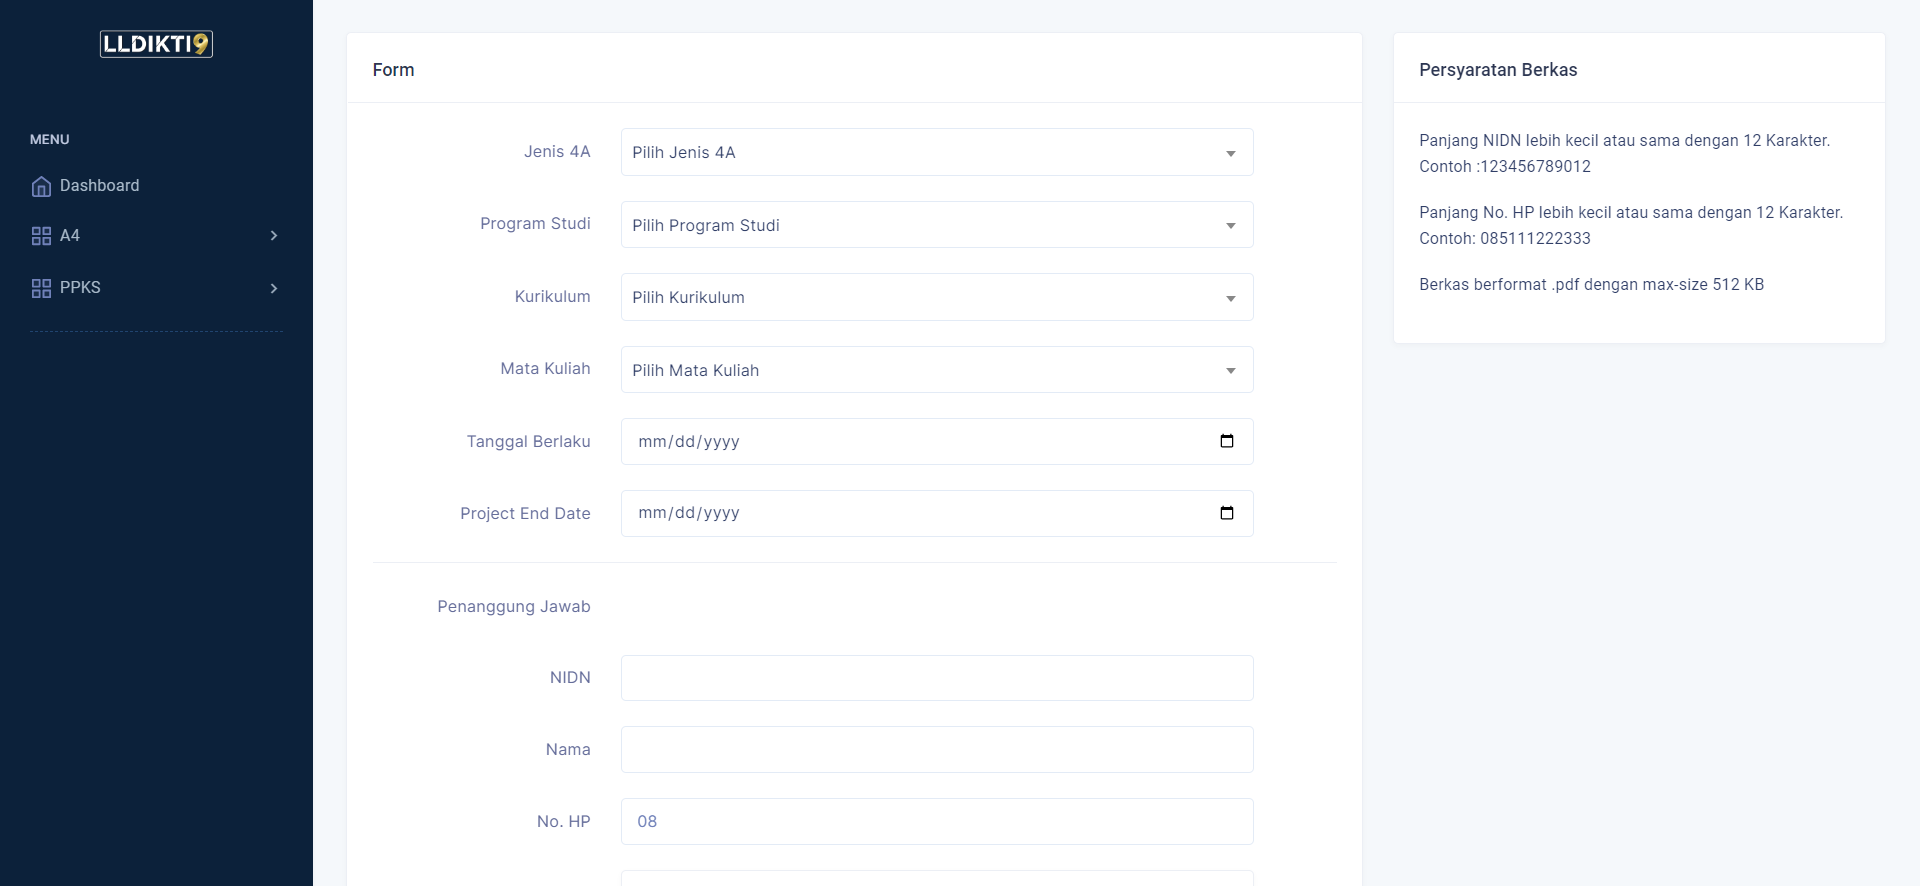 LLDIKTI9
MENU
Dashboard
A4
PPKS
Form
Jenis 4A
Pilih Jenis 4A
Program Studi
Pilih Program Studi
Kurikulum
Pilih Kurikulum
Mata Kuliah
Pilih Mata Kuliah
Tanggal Berlaku
mm/dd/yyyy
Project End Date
mm/dd/yyyy
Penanggung Jawab
NIDN
Nama
No. HP
08
Persyaratan Berkas
Panjang NIDN lebih kecil atau sama dengan 12 Karakter.
Contoh :123456789012
Panjang No. HP lebih kecil atau sama dengan 12 Karakter.
Contoh: 085111222333
Berkas berformat .pdf dengan max-size 512 KB